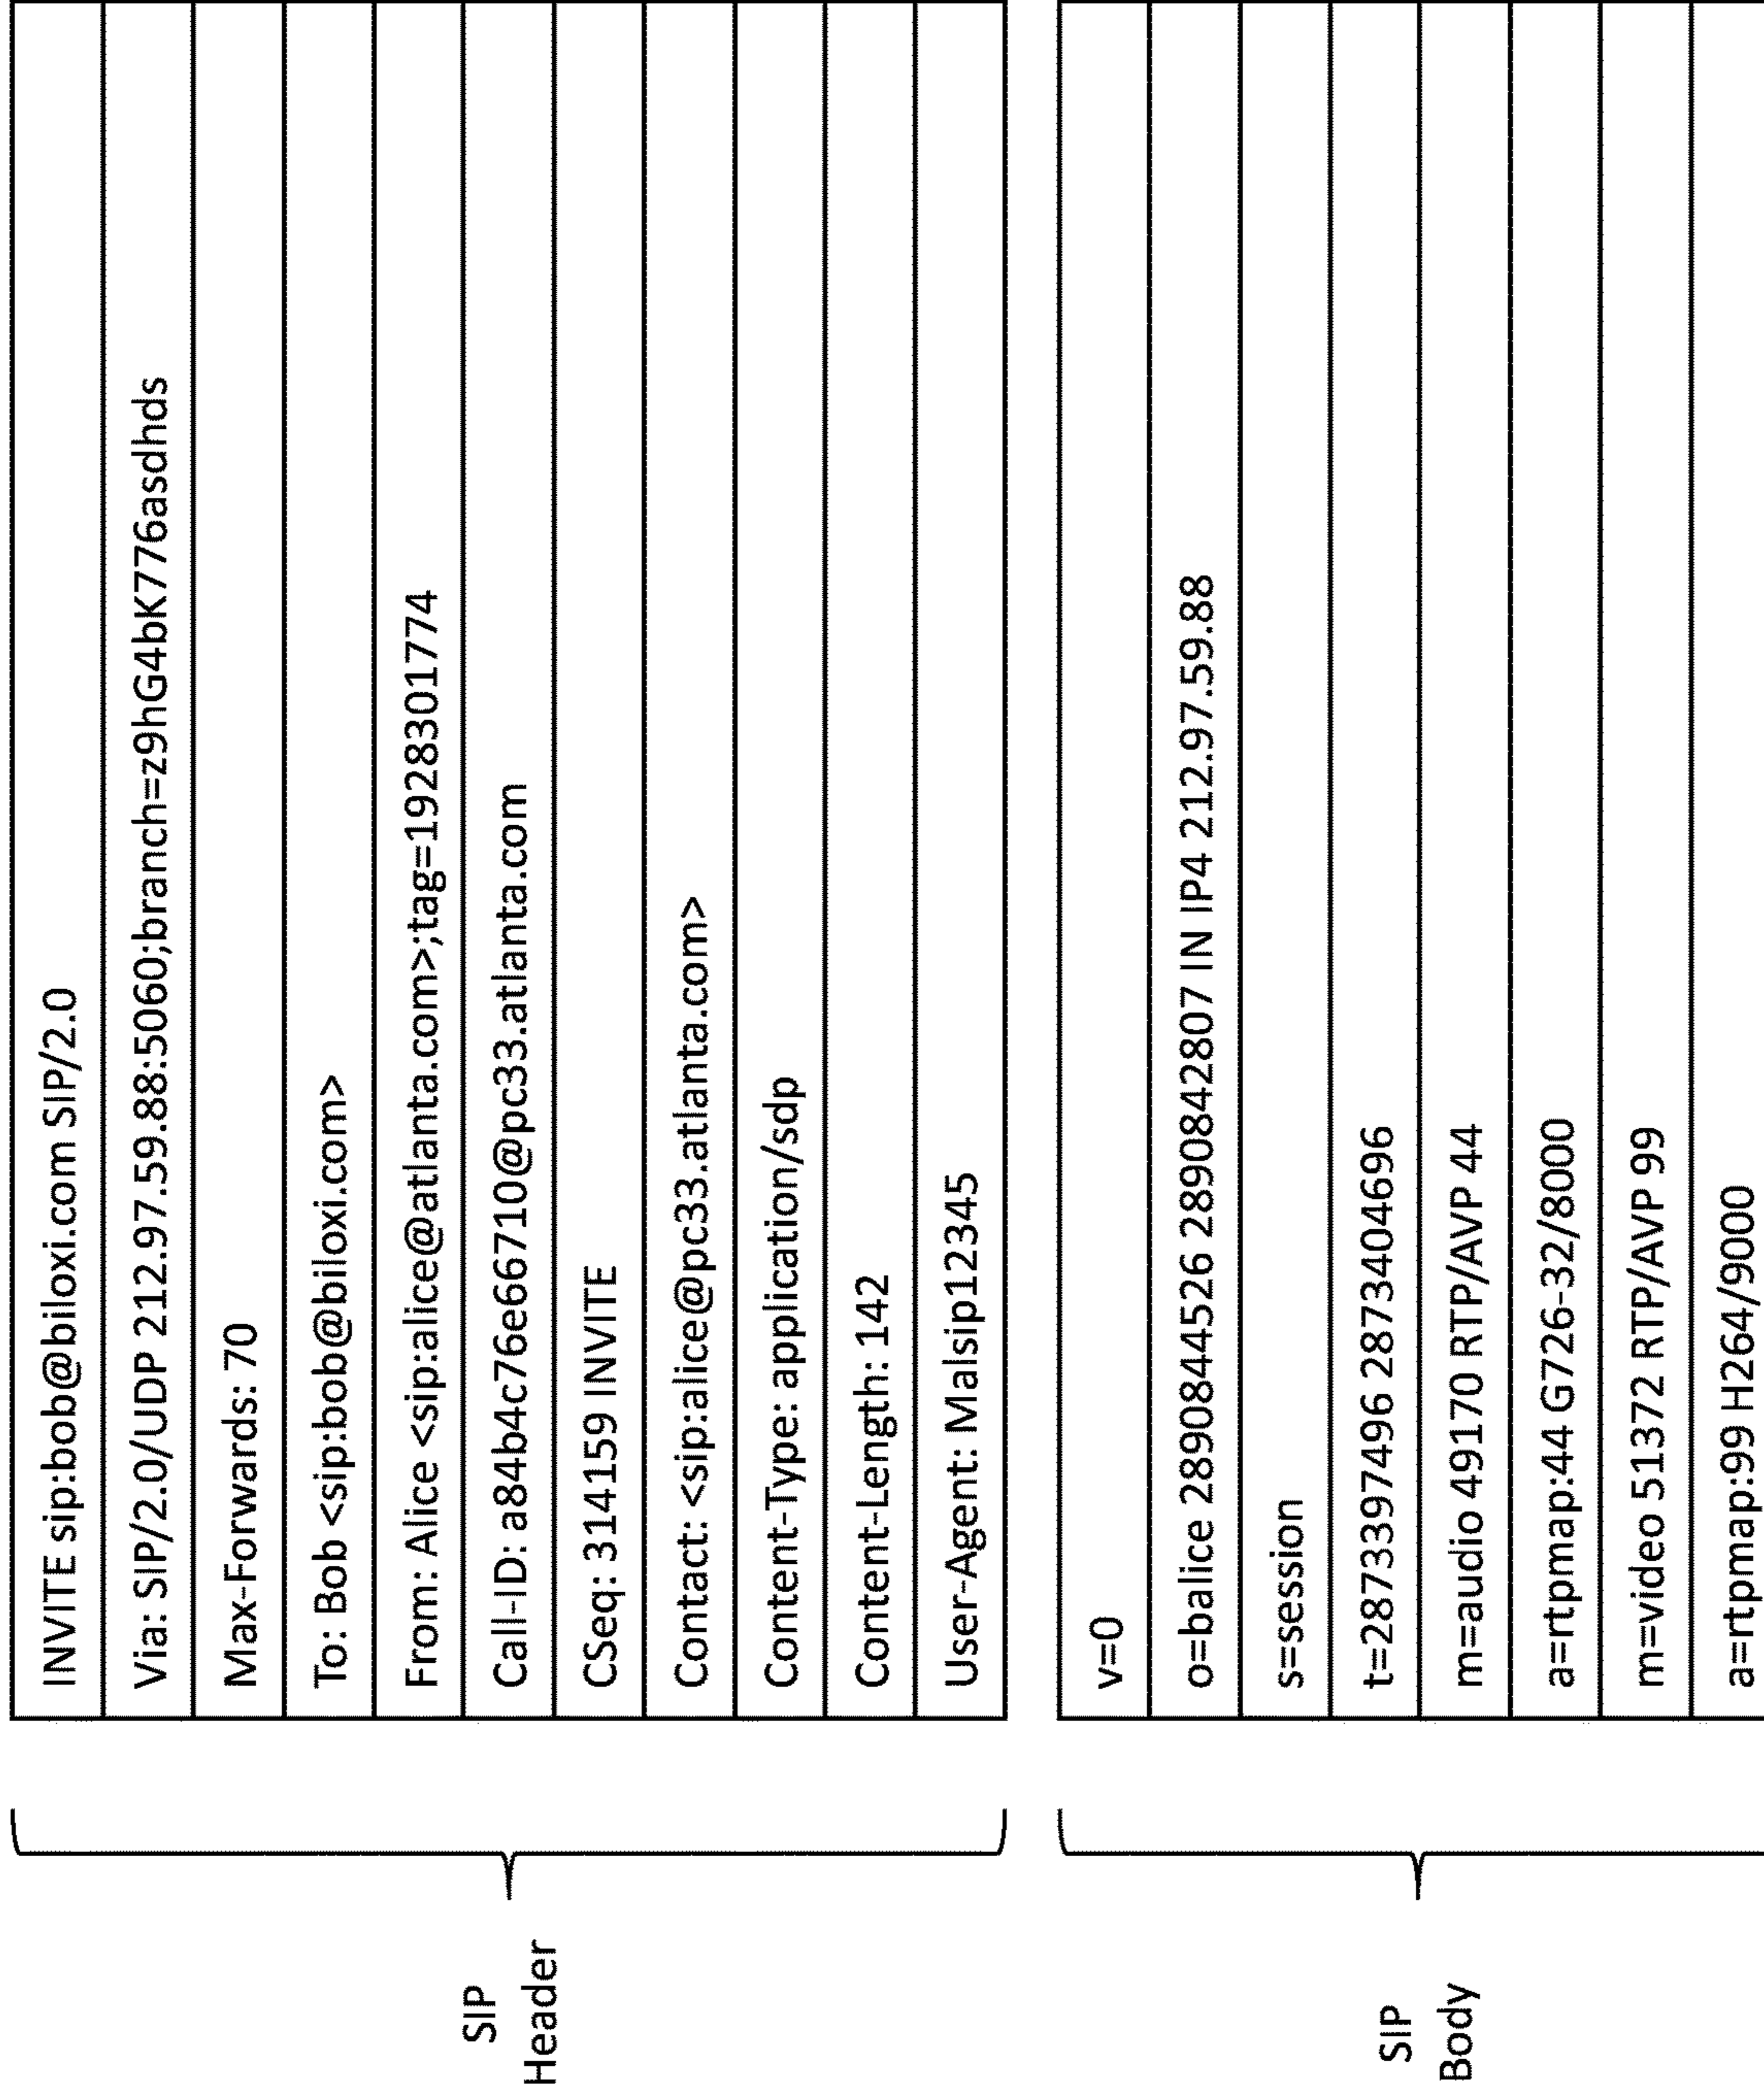 SIP
Header
INVITE sip:bob@biloxi.com SIP/2.0
Via: SIP/2.0/UDP 212.97.59.88:5060;branch=z9hG4bK776asdhds
Max-Forwards: 70
To: Bob <sip:bob@biloxi.com>
From: Alice <sip:alice@atlanta.com>;tag=1928301774
Call-ID: a84b4c76e66710@pc33.atlanta.com
CSeq: 314159 INVITE
Contact: <sip:alice@pc33.atlanta.com>
Content-Type: application/sdp
Content-Length: 142
User-Agent: Malsip12345
SIP
Body
v=0
o=balice 2890844526 2890842807 IN IP4 212.97.59.88
s=session
t=2873397496 2873404696
m=audio 49170 RTP/AVP 44
a=rtpmap:44 G726-32/8000
m=video 51372 RTP/AVP 99
a=rtpmap:99 H264/9000